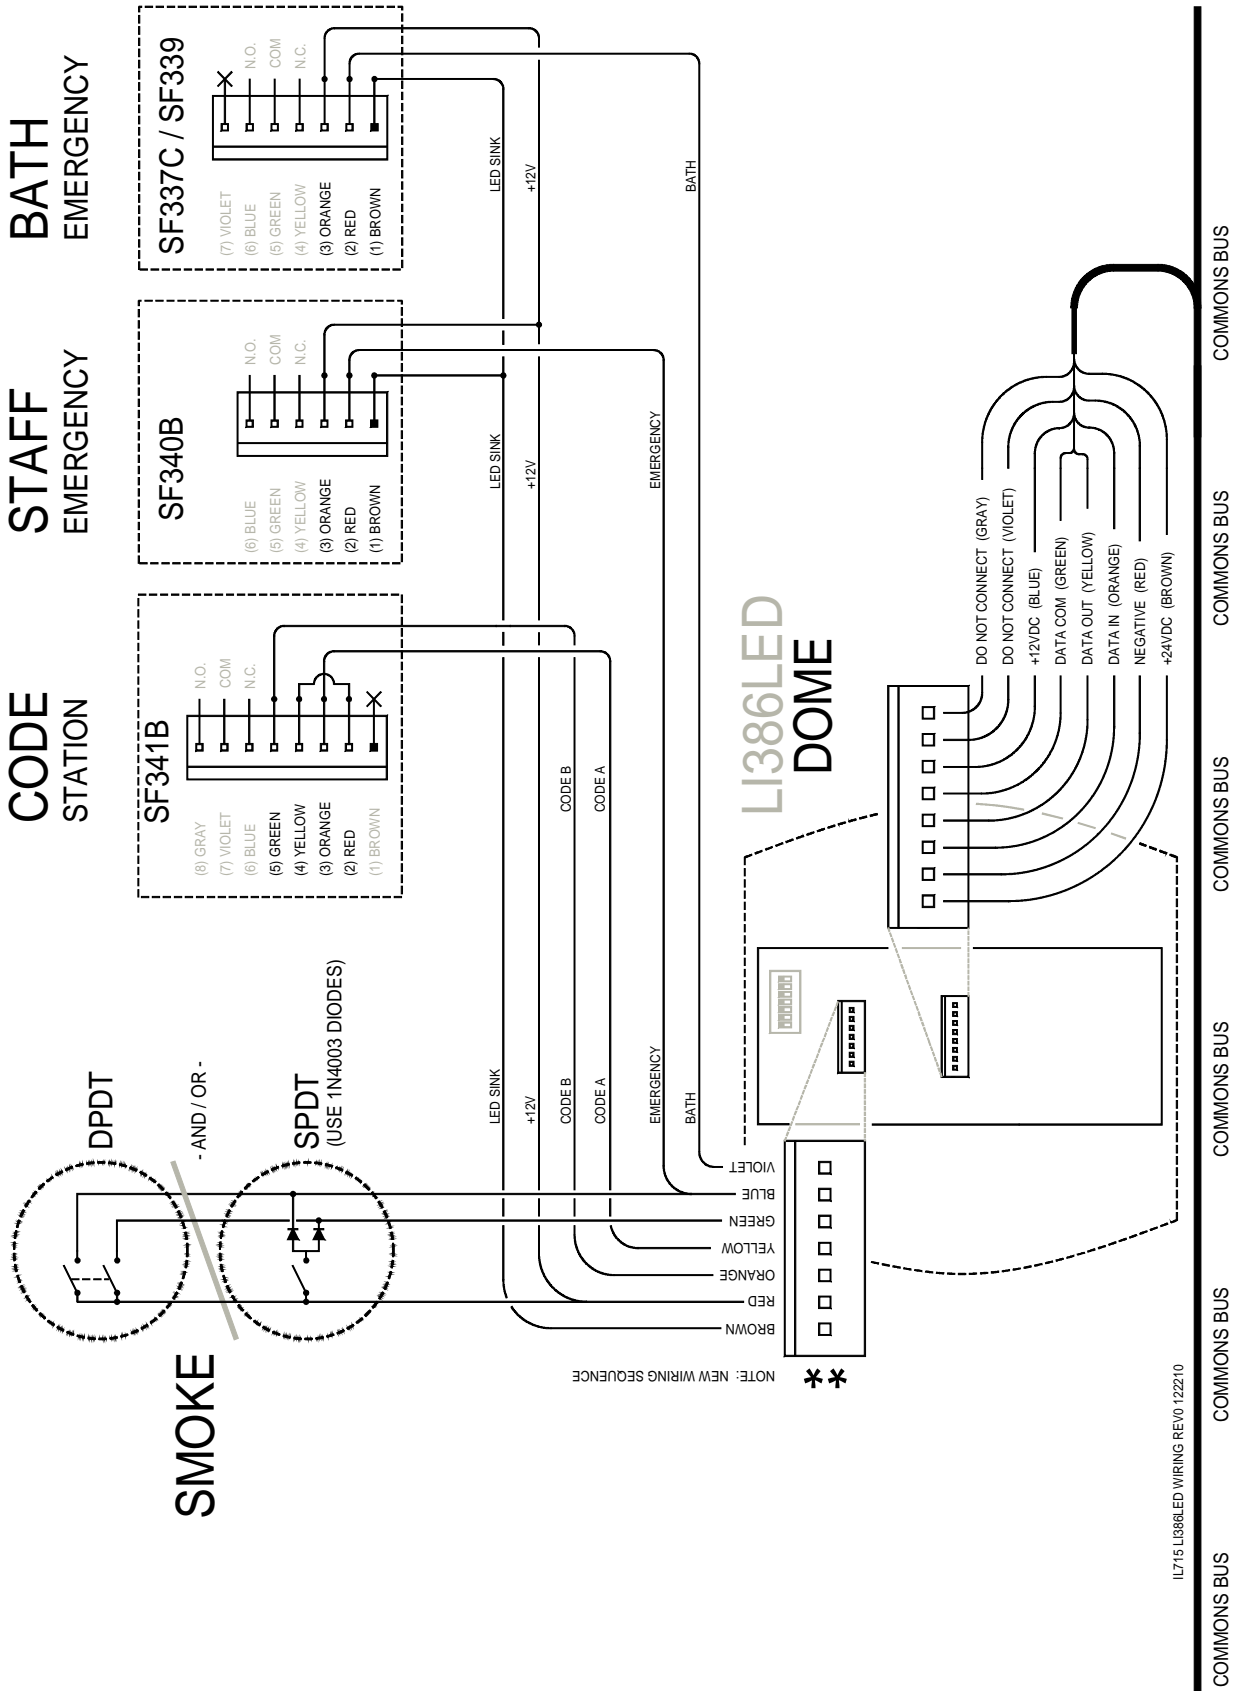 SMOKE
DPDT
- AND / OR -
SPDT
(USE 1N4003 DIODES)
CODE
STATION
SF341B
(8) GRAY
(7) VIOLET
(6) BLUE
(5) GREEN
(4) YELLOW
(3) ORANGE
(2) RED
(1) BROWN
N.O.
COM
N.C.
STAFF
EMERGENCY
SF340B
(6) BLUE
(5) GREEN
(4) YELLOW
(3) ORANGE
(2) RED
(1) BROWN
N.O.
COM
N.C.
BATH
EMERGENCY
SF337C / SF339
(7) VIOLET
(6) BLUE
(5) GREEN
(4) YELLOW
(3) ORANGE
(2) RED
(1) BROWN
N.O.
COM
N.C.
LED SINK
+12V
CODE B
CODE A
EMERGENCY
BATH
CODE B
CODE A
LED SINK
+12V
EMERGENCY
LED SINK
+12V
BATH
VIOLET
BLUE
GREEN
YELLOW
ORANGE
RED
BROWN
NOTE: NEW WIRING SEQUENCE
**
LI386LED
DOME
DO NOT CONNECT (GRAY)
DO NOT CONNECT (VIOLET)
+12VDC (BLUE)
DATA COM (GREEN)
DATA OUT (YELLOW)
DATA IN (ORANGE)
NEGATIVE (RED)
+24VDC (BROWN)
IL715 LI386LED WIRING REV0 122210
COMMONS BUS
COMMONS BUS
COMMONS BUS
COMMONS BUS
COMMONS BUS
COMMONS BUS